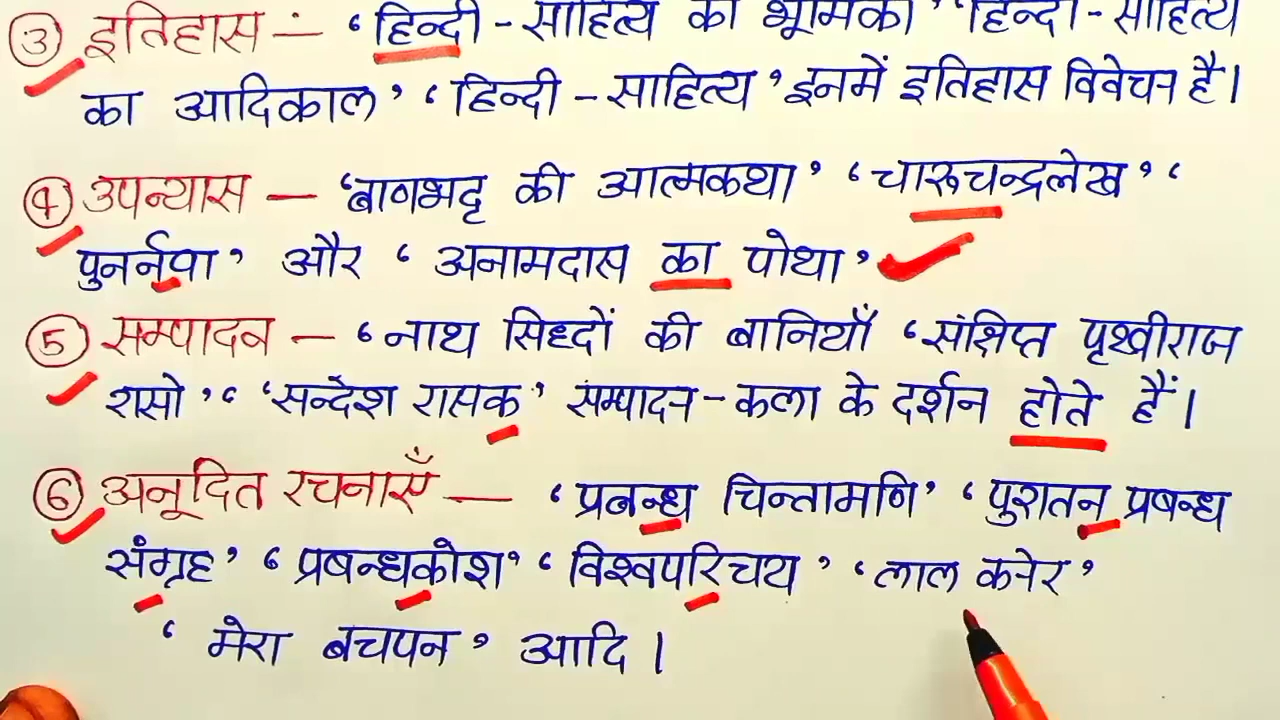 ③ इतिहास :- ‘हिन्दी-साहित्य की भूमिका’ ‘हिन्दी-साहित्य
का आदिकाल’ ‘हिन्दी-साहित्य’ इनमें इतिहास विवेचन है।
④ उपन्यास — ‘बाणभट्ट की आत्मकथा’ ‘चारूचन्द्रलेख’ ‘
पुनर्नवा’ और ‘अनामदास का पोथा’
⑤ सम्पादन — ‘नाथ सिध्दों की बानियाँ ‘संक्षिप्त पृथ्वीराज
रासो’ ‘ ‘सन्देश रासक’ सम्पादन-कला के दर्शन होते हैं।
⑥ अनूदित रचनाएँ — ‘प्रबन्ध चिन्तामणि’ ‘पुरातन प्रबन्ध
संग्रह’ ‘प्रबन्धकोश’ ‘विश्वपरिचय’ ‘लाल कनेर’
‘मेरा बचपन’ आदि।